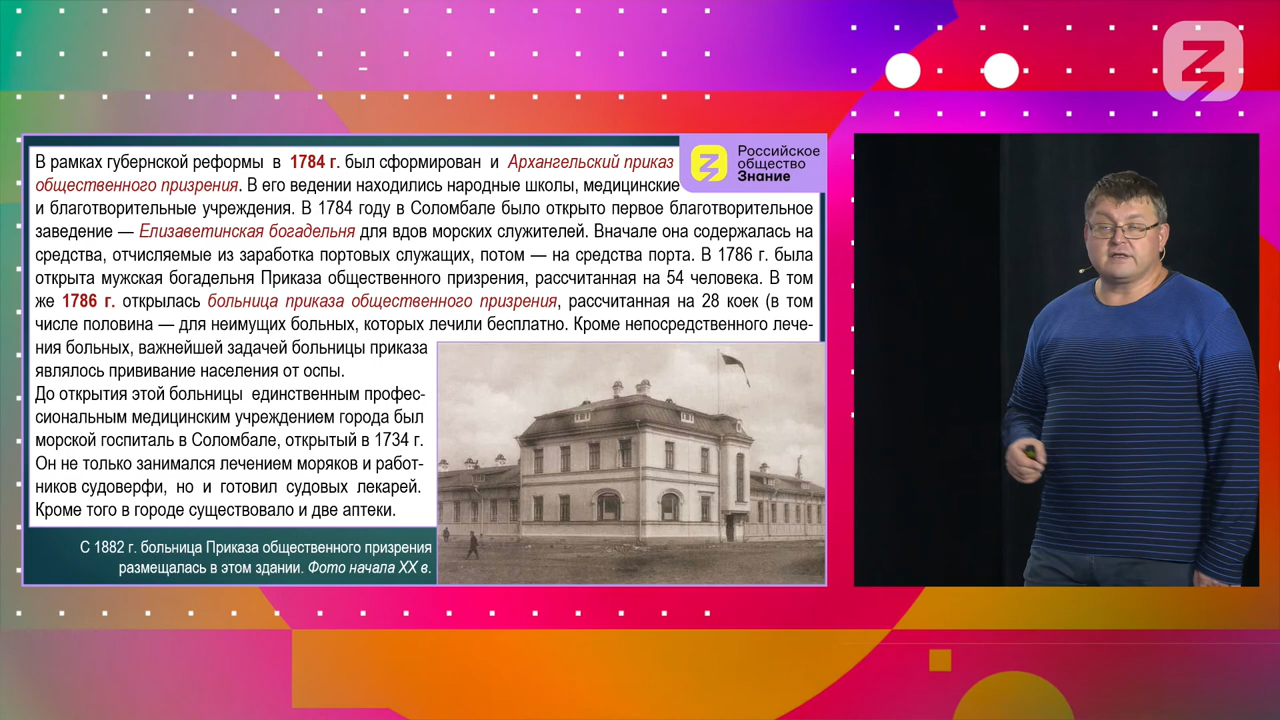 В рамках губернской реформы в 1784 г. был сформирован и Архангельский приказ
общественного призрения. В его ведении находились народные школы, медицинские
и благотворительные учреждения. В 1784 году в Соломбале было открыто первое благотворительное
заведение — Елизаветинская богадельня для вдов морских служителей. Вначале она содержалась на
средства, отчисляемые из заработка портовых служащих, потом — на средства порта. В 1786 г. была
открыта мужская богадельня Приказа общественного призрения, рассчитанная на 54 человека. В том
же 1786 г. открылась больница приказа общественного призрения, рассчитанная на 28 коек (в том
числе половина — для неимущих больных, которых лечили бесплатно. Кроме непосредственного лече-
ния больных, важнейшей задачей больницы приказа
являлось прививание населения от оспы.
До открытия этой больницы единственным профес-
сиональным медицинским учреждением города был
морской госпиталь в Соломбале, открытый в 1734 г.
Он не только занимался лечением моряков и работ-
ников судоверфи, но и готовил судовых лекарей.
Кроме того в городе существовало и две аптеки.
С 1882 г. больница Приказа общественного призрения
размещалась в этом здании. Фото начала XX в.
Российское
общество
Знание